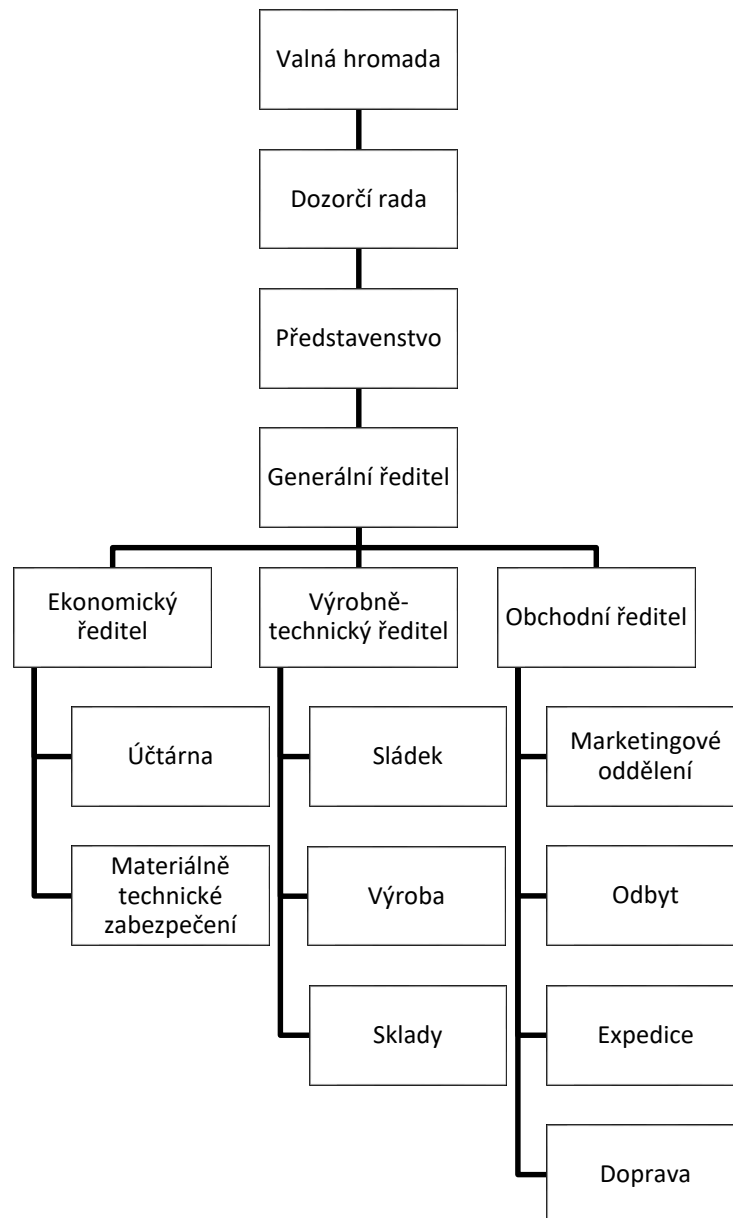 Valná hromada
Dozorčí rada
Představenstvo
Generální ředitel
Ekonomický
ředitel
Výrobně-
technický ředitel
Obchodní ředitel
Účtárna
Sládek
Marketingové
oddělení
Materiálně
technické
zabezpečení
Výroba
Odbyt
Sklady
Expedice
Doprava